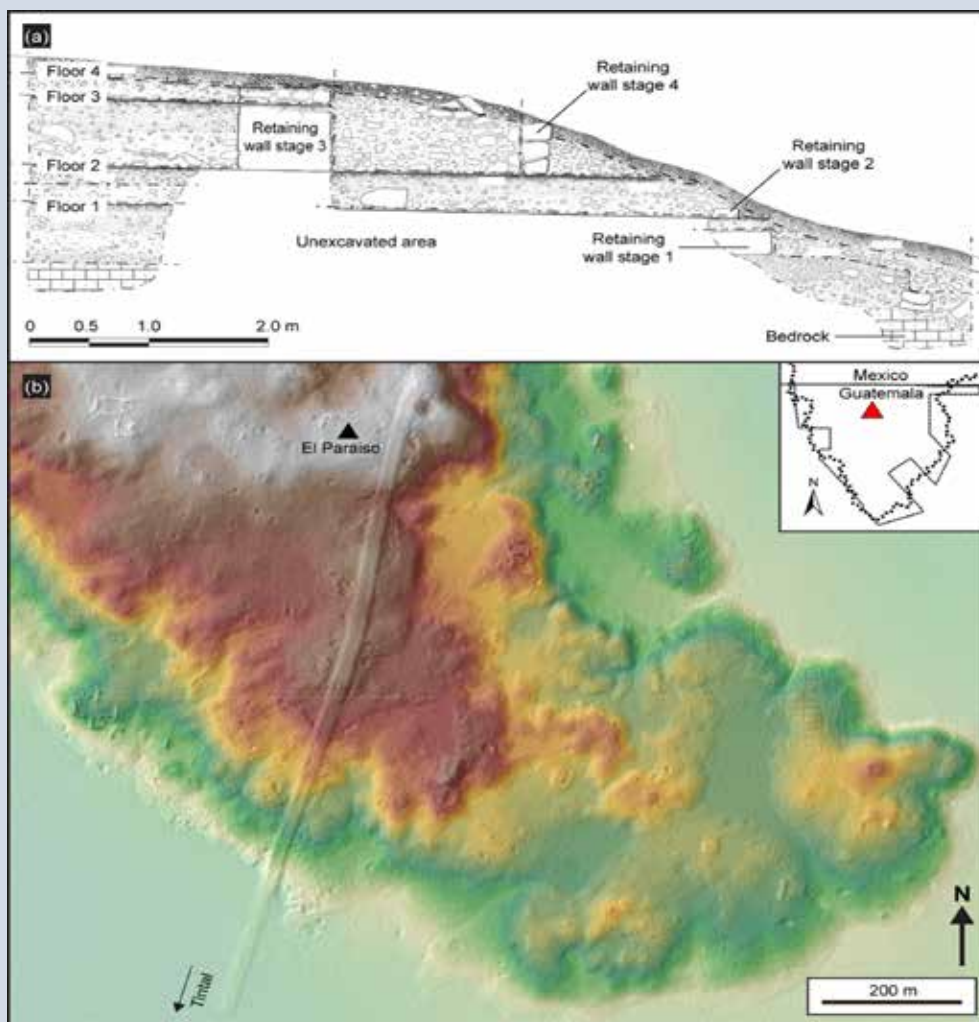 (a)
Floor 4
Floor 3
Floor 2
Floor 1
Retaining
wall stage 3
Retaining
wall stage 4
Retaining
wall stage 2
Retaining
wall stage 1
Unexcavated area
Bedrock
0 0.5 1.0 2.0 m
(b)
El Paraiso
Mexico
Guatemala
N
Tintal
N
200 m